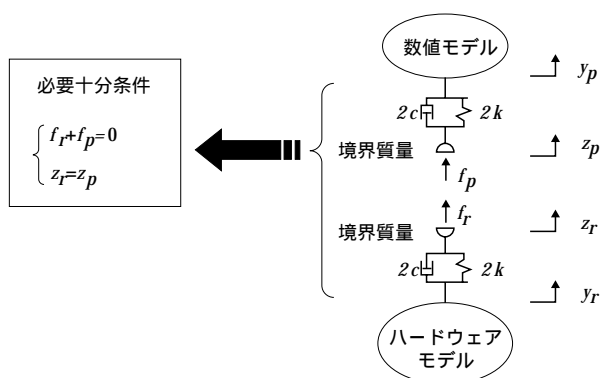 必要十分条件
f_r+f_p=0
z_r=z_p
数値モデル
y_p
2c 2k
境界質量
z_p
f_p
f_r
境界質量
z_r
2c 2k
y_r
ハードウェア
モデル